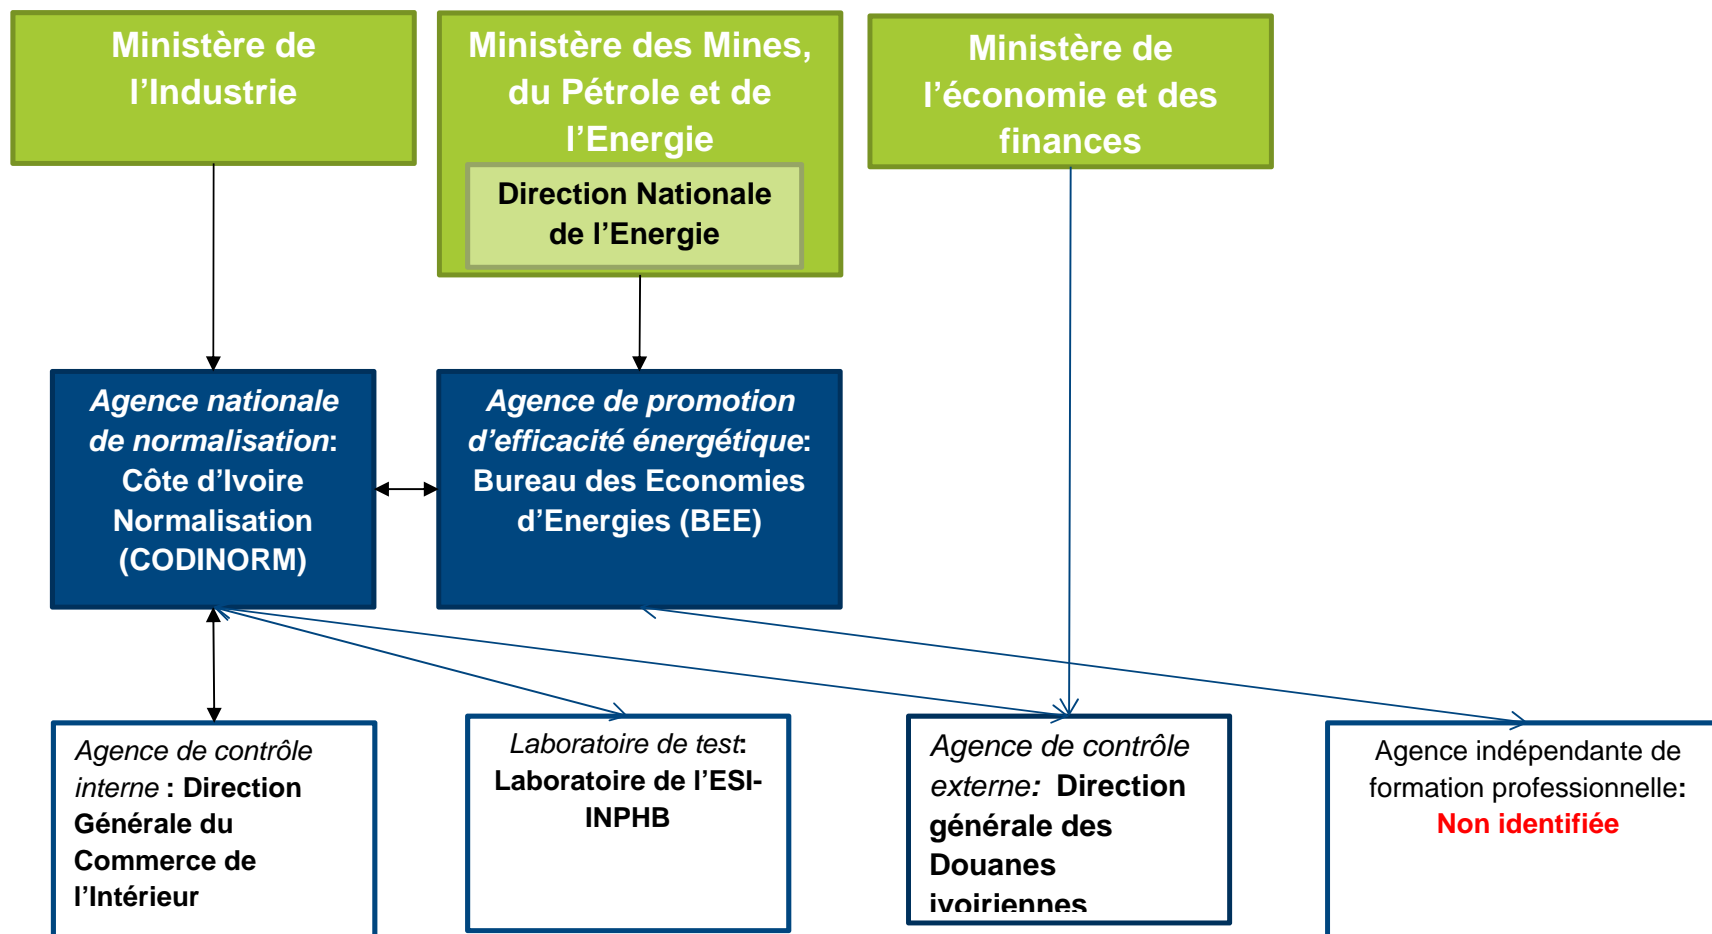 Ministère de
l’Industrie
Ministère des Mines,
du Pétrole et de
l’Energie
Direction Nationale
de l’Energie
Ministère de
l’économie et des
finances
Agence nationale
de normalisation:
Côte d’Ivoire
Normalisation
(CODINORM)
Agence de promotion
d’efficacité énergétique:
Bureau des Economies
d’Energies (BEE)
Agence de contrôle
interne : Direction
Générale du
Commerce de
l’Intérieur
Laboratoire de test:
Laboratoire de l’ESI-
INPHB
Agence de contrôle
externe: Direction
générale des
Douanes
ivoiriennes
Agence indépendante de
formation professionnelle:
Non identifiée